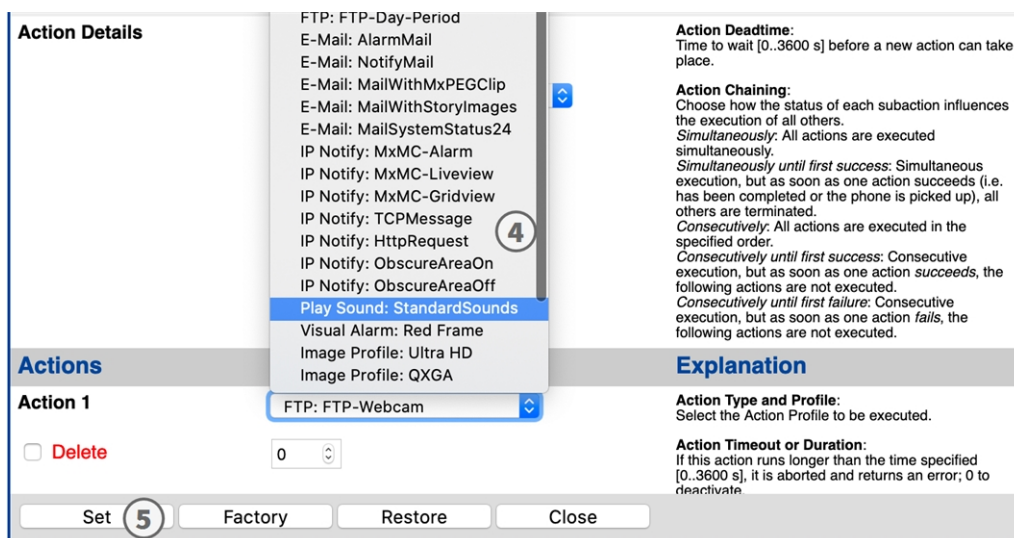 FTP: FTP-Day-Period
Action Details
E-Mail: AlarmMail
E-Mail: NotifyMail
E-Mail: MailWithMxPEGClip
E-Mail: MailWithStoryImages
E-Mail: MailSystemStatus24
IP Notify: MxMC-Alarm
IP Notify: MxMC-Liveview
IP Notify: MxMC-Gridview
IP Notify: TCPMessage
IP Notify: HttpRequest
IP Notify: ObscureAreaOn
IP Notify: ObscureAreaOff
Play Sound: StandardSounds
Visual Alarm: Red Frame
Image Profile: Ultra HD
Image Profile: QXGA
4
Action Deadtime:
Time to wait [0..3600 s] before a new action can take
place.
Action Chaining:
Choose how the status of each subaction influences
the execution of all others.
Simultaneously: All actions are executed
simultaneously.
Simultaneously until first success: Simultaneous
execution, but as soon as one action succeeds (i.e.
has been completed or the phone is picked up), all
others are terminated.
Consecutively: All actions are executed in the
specified order.
Consecutively until first success: Consecutive
execution, but as soon as one action succeeds, the
following actions are not executed.
Consecutively until first failure: Consecutive
execution, but as soon as one action fails, the
following actions are not executed.
Actions
Explanation
Action 1
FTP: FTP-Webcam
Action Type and Profile:
Select the Action Profile to be executed.
Delete
0
Action Timeout or Duration:
If this action runs longer than the time specified
[0..3600 s], it is aborted and returns an error; 0 to
deactivate.
Set 5 Factory Restore Close